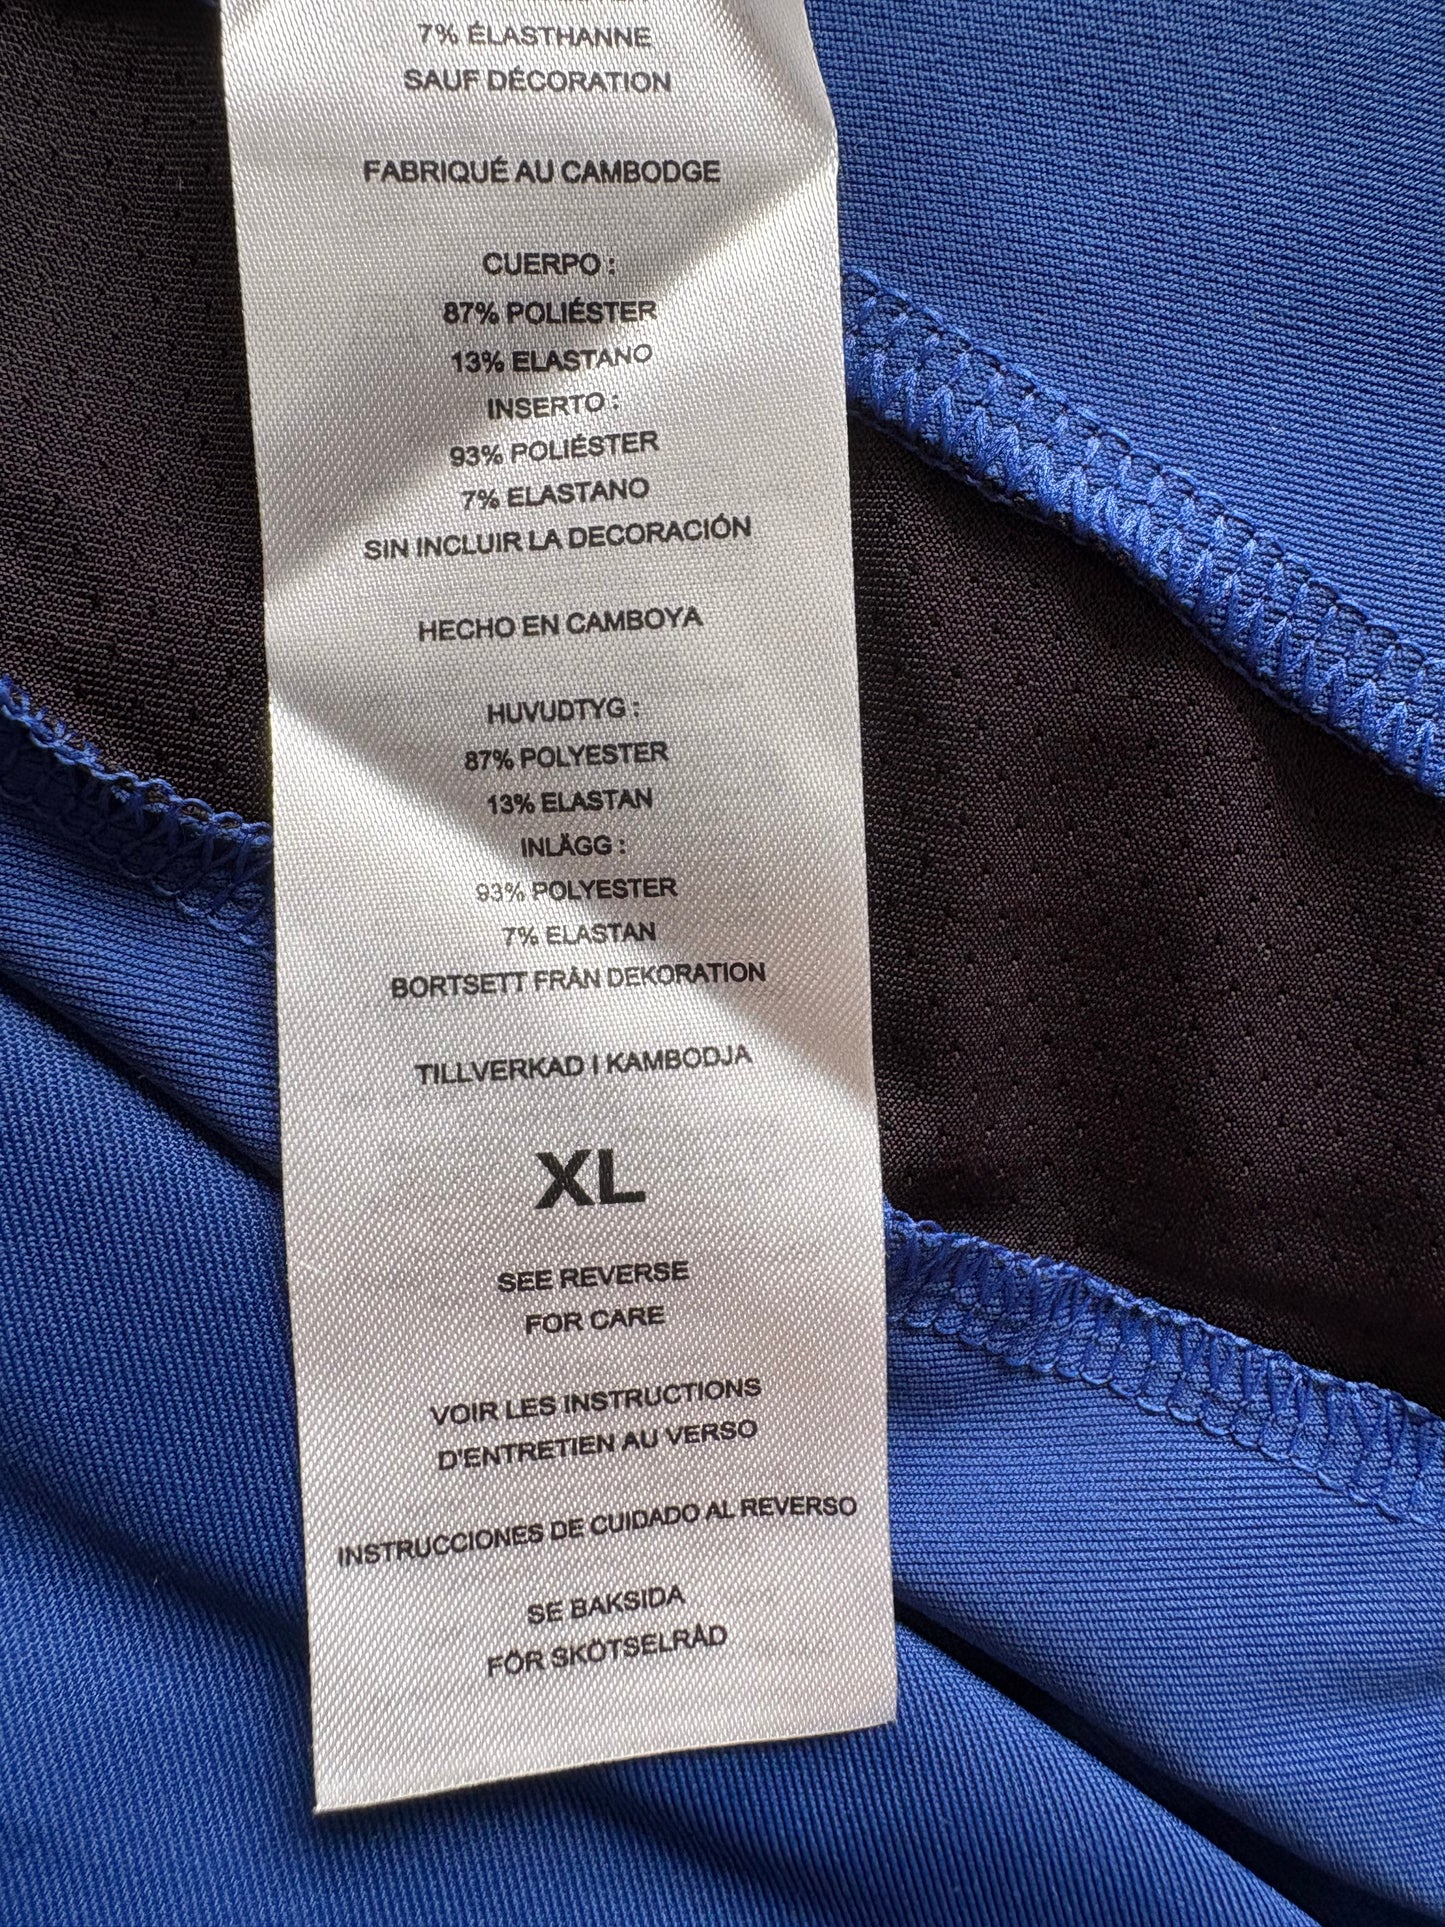 7% ÉLASTHANNE
SAUF DÉCORATION
FABRIQUÉ AU CAMBODGE
CUERPO :
87% POLIÉSTER
13% ELASTANO
INSERTO :
93% POLIÉSTER
7% ELASTANO
SIN INCLUIR LA DECORACIÓN
HECHO EN CAMBOYA
HUVUDTYG :
87% POLYESTER
13% ELASTAN
INLÄGG :
93% POLYESTER
7% ELASTAN
BORTSETT FRÅN DEKORATION
TILLVERKAD I KAMBODJA
XL
SEE REVERSE
FOR CARE
VOIR LES INSTRUCTIONS
D'ENTRETIEN AU VERSO
INSTRUCCIONES DE CUIDADO AL REVERSO
SE BAKSIDA
FÖR SKÖTSELRÅD